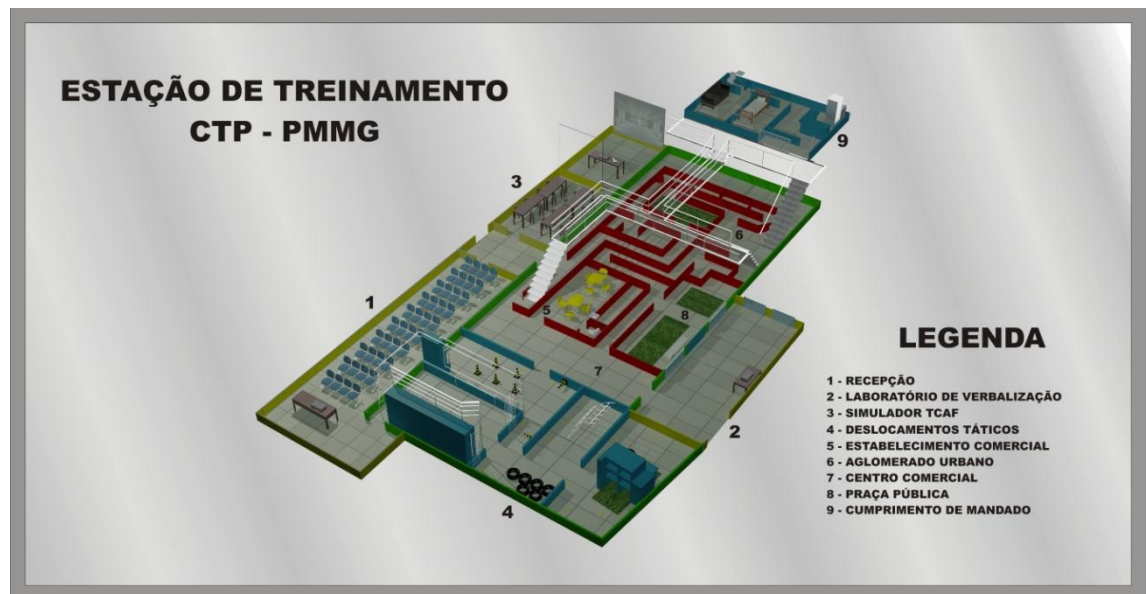 ESTAÇÃO DE TREINAMENTO
CTP - PMMG
9
3
6
1
5
8
7
2
4
LEGENDA
1 - RECEPÇÃO
2 - LABORATÓRIO DE VERBALIZAÇÃO
3 - SIMULADOR TCAF
4 - DESLOCAMENTOS TÁTICOS
5 - ESTABELECIMENTO COMERCIAL
6 - AGLOMERADO URBANO
7 - CENTRO COMERCIAL
8 - PRAÇA PÚBLICA
9 - CUMPRIMENTO DE MANDADO